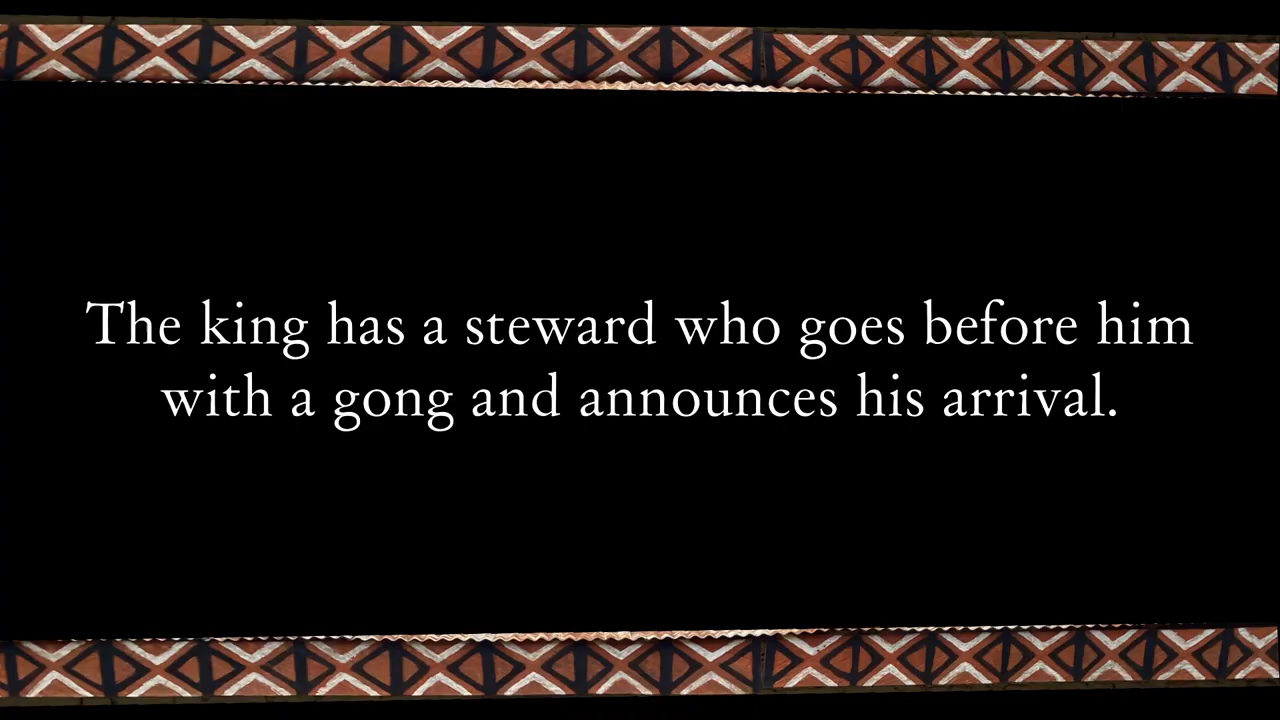 The king has a steward who goes before him
with a gong and announces his arrival.